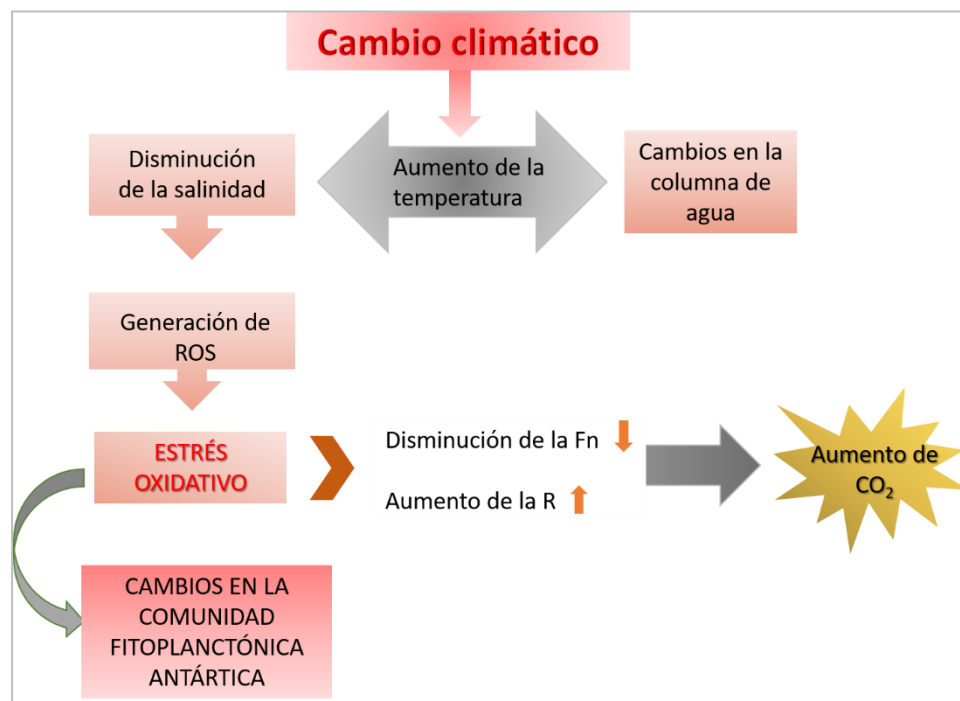 Cambio climático
Disminución
de la salinidad
Aumento de la
temperatura
Cambios en la
columna de
agua
Generación de
ROS
ESTRÉS
OXIDATIVO
Disminución de la Fn
Aumento de la R
Aumento de
CO₂
CAMBIOS EN LA
COMUNIDAD
FITOPLANCTÓNICA
ANTÁRTICA